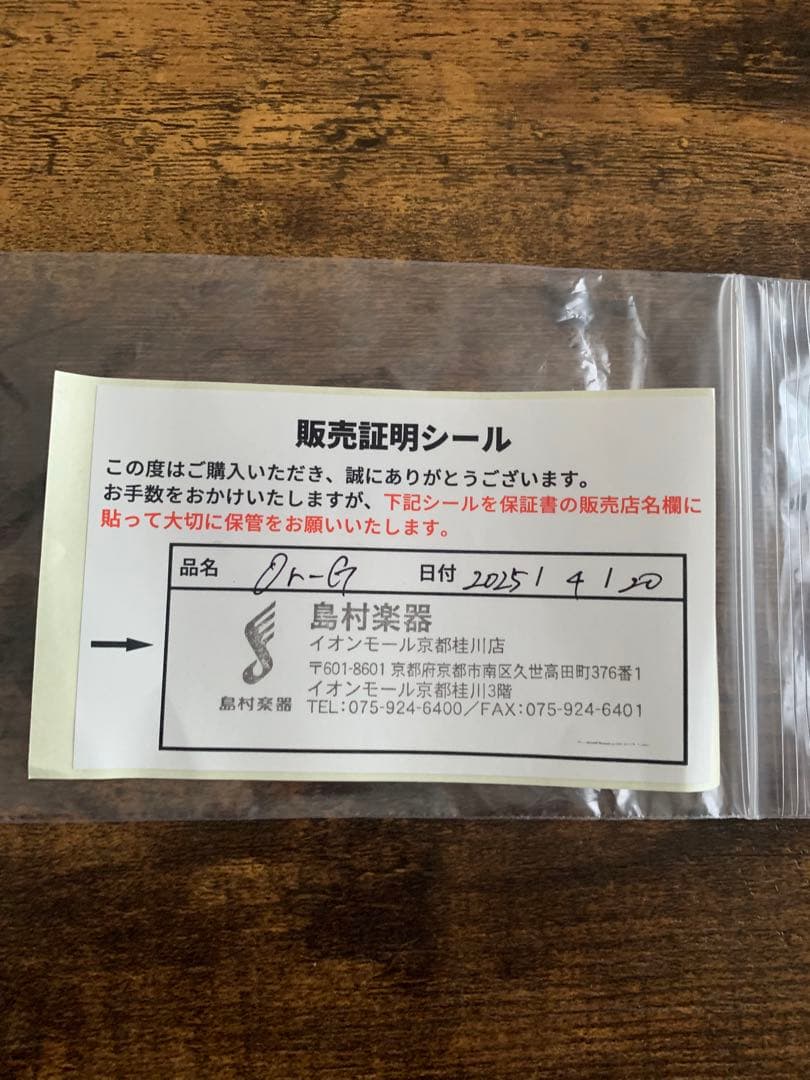 販売証明シール
この度はご購入いただき、誠にありがとうございます。
お手数をおかけいたしますが、下記シールを保証書の販売店名欄に
貼って大切に保管をお願いいたします。
品名 日付 2025/4/20
島村楽器
イオンモール京都桂川店
〒601-8601 京都府京都市南区久世高田町376番1
イオンモール京都桂川3階
島村楽器 TEL:075-924-6400/FAX:075-924-6401